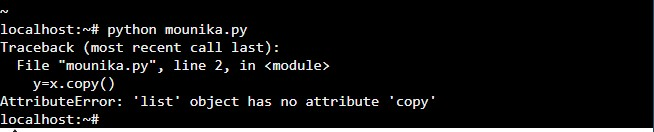 ~
localhost:~# python mounika.py
Traceback (most recent call last):
  File "mounika.py", line 2, in <module>
    y=x.copy()
AttributeError: 'list' object has no attribute 'copy'
localhost:~#